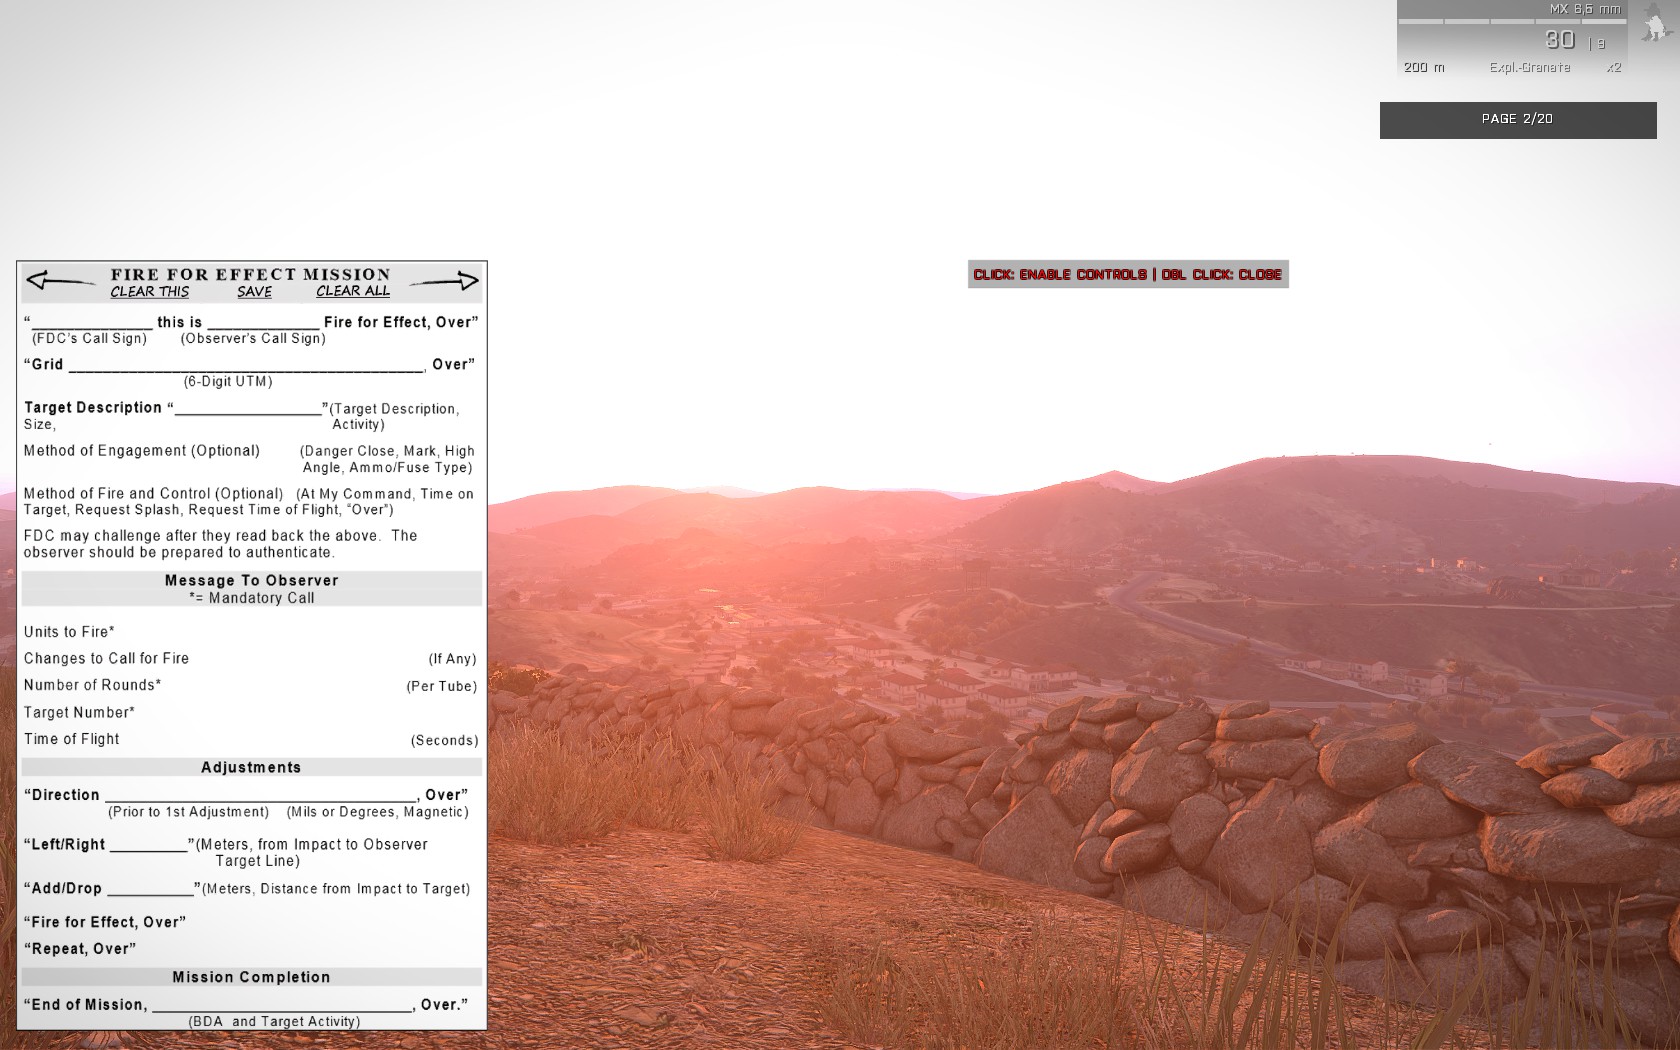 MX 6,5 mm
30 | 9
200 m Expl.-Granate x2
PAGE 2/20
CLICK: ENABLE CONTROLS | DBL CLICK: CLOSE
FIRE FOR EFFECT MISSION
CLEAR THIS SAVE CLEAR ALL
“______________ this is _____________ Fire for Effect, Over”
(FDC’s Call Sign) (Observer’s Call Sign)
“Grid _________________________________________, Over”
(6-Digit UTM)
Target Description “_________________”(Target Description,
Size, Activity)
Method of Engagement (Optional) (Danger Close, Mark, High
Angle, Ammo/Fuse Type)
Method of Fire and Control (Optional) (At My Command, Time on
Target, Request Splash, Request Time of Flight, “Over”)
FDC may challenge after they read back the above. The
observer should be prepared to authenticate.
Message To Observer
*= Mandatory Call
Units to Fire*
Changes to Call for Fire (If Any)
Number of Rounds* (Per Tube)
Target Number*
Time of Flight (Seconds)
Adjustments
“Direction ____________________________________, Over”
(Prior to 1st Adjustment) (Mils or Degrees, Magnetic)
“Left/Right _________”(Meters, from Impact to Observer
Target Line)
“Add/Drop __________”(Meters, Distance from Impact to Target)
“Fire for Effect, Over”
“Repeat, Over”
Mission Completion
“End of Mission, ______________________________, Over.”
(BDA and Target Activity)